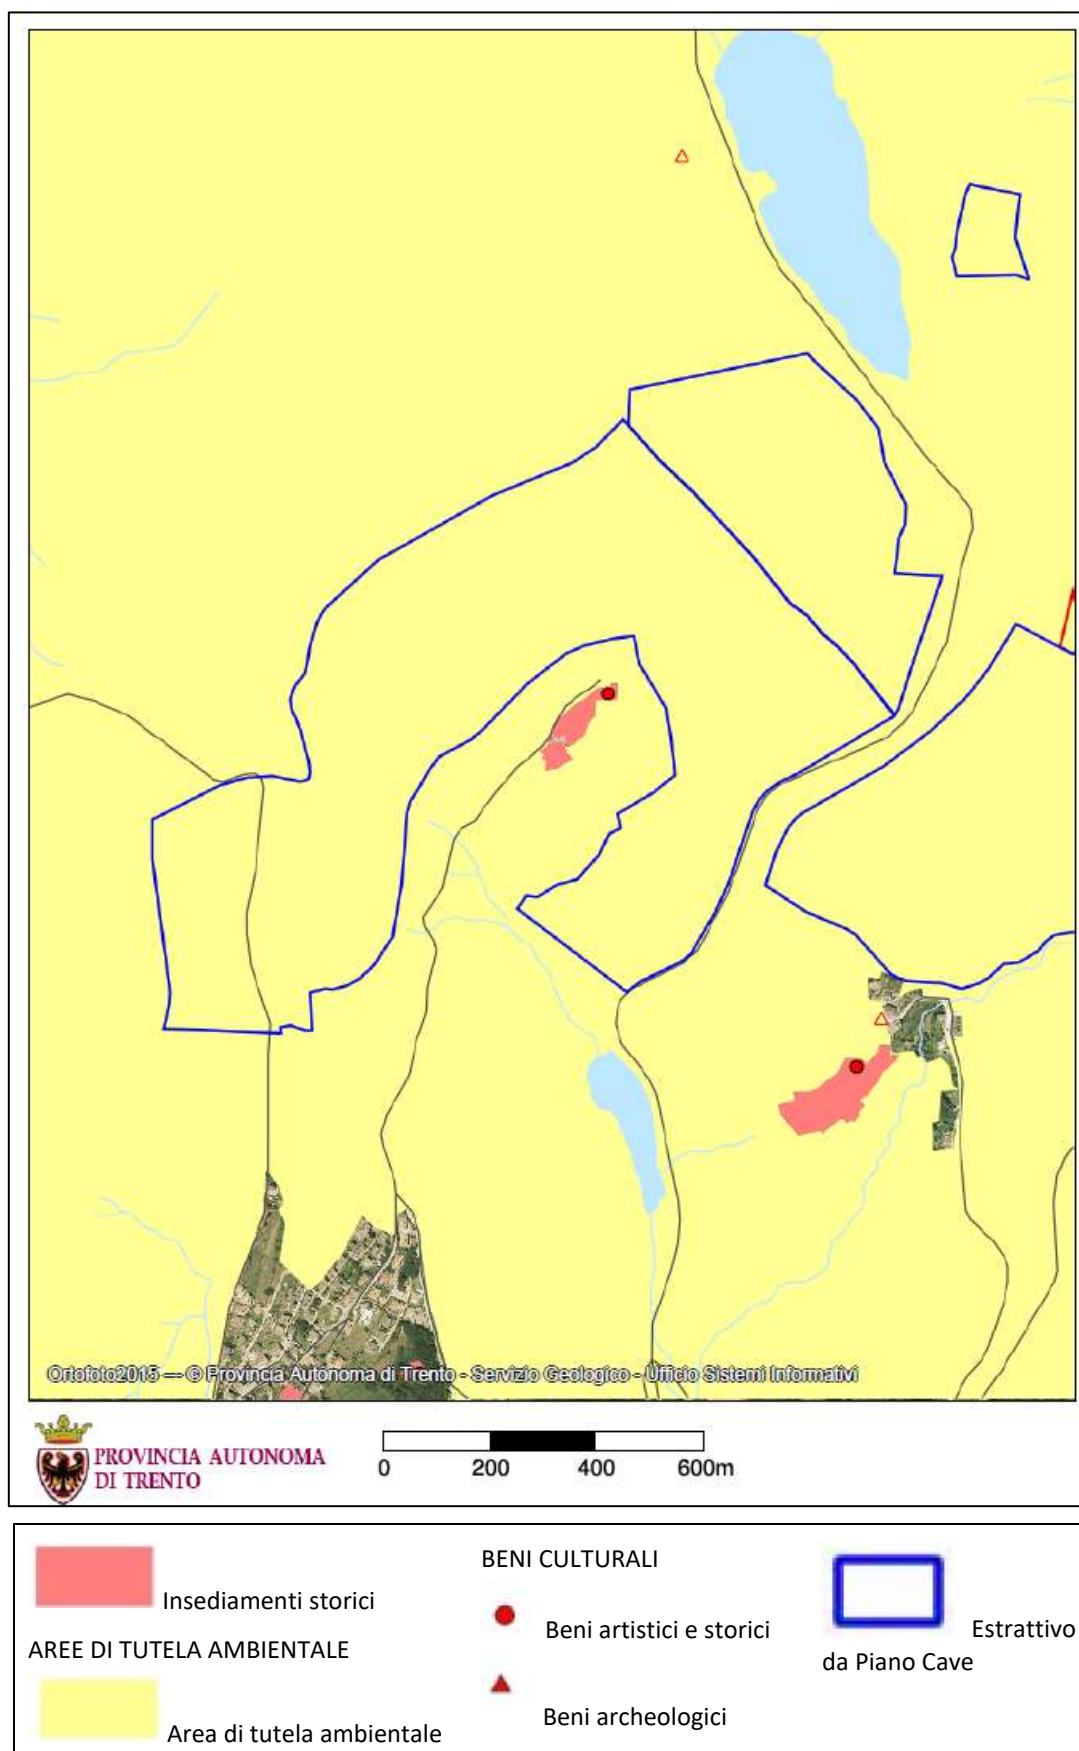 Ortofoto2015 --- © Provincia Autonoma di Trento - Servizio Geologico - Ufficio Sistemi Informativi
PROVINCIA AUTONOMA
DI TRENTO
0 200 400 600m
Insediamenti storici
AREE DI TUTELA AMBIENTALE
Area di tutela ambientale
BENI CULTURALI
Beni artistici e storici
Beni archeologici
Estrattivo
da Piano Cave